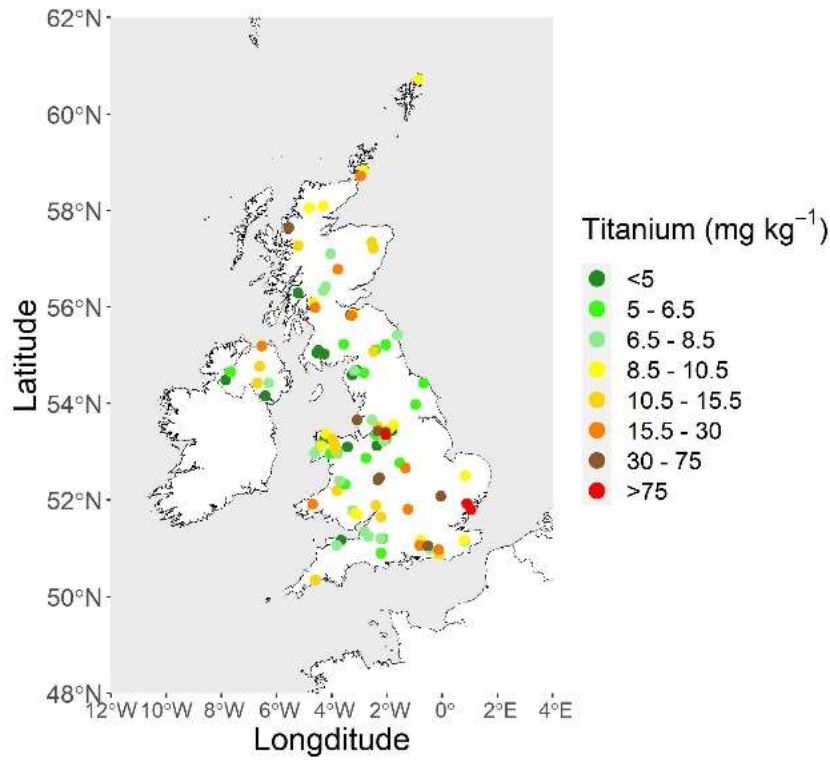 62°N
60°N
58°N
56°N
54°N
52°N
50°N
48°N
12°W 10°W 8°W 6°W 4°W 2°W 0° 2°E 4°E
Latitude
Longditude
Titanium (mg kg⁻¹)
<5
5 - 6.5
6.5 - 8.5
8.5 - 10.5
10.5 - 15.5
15.5 - 30
30 - 75
>75